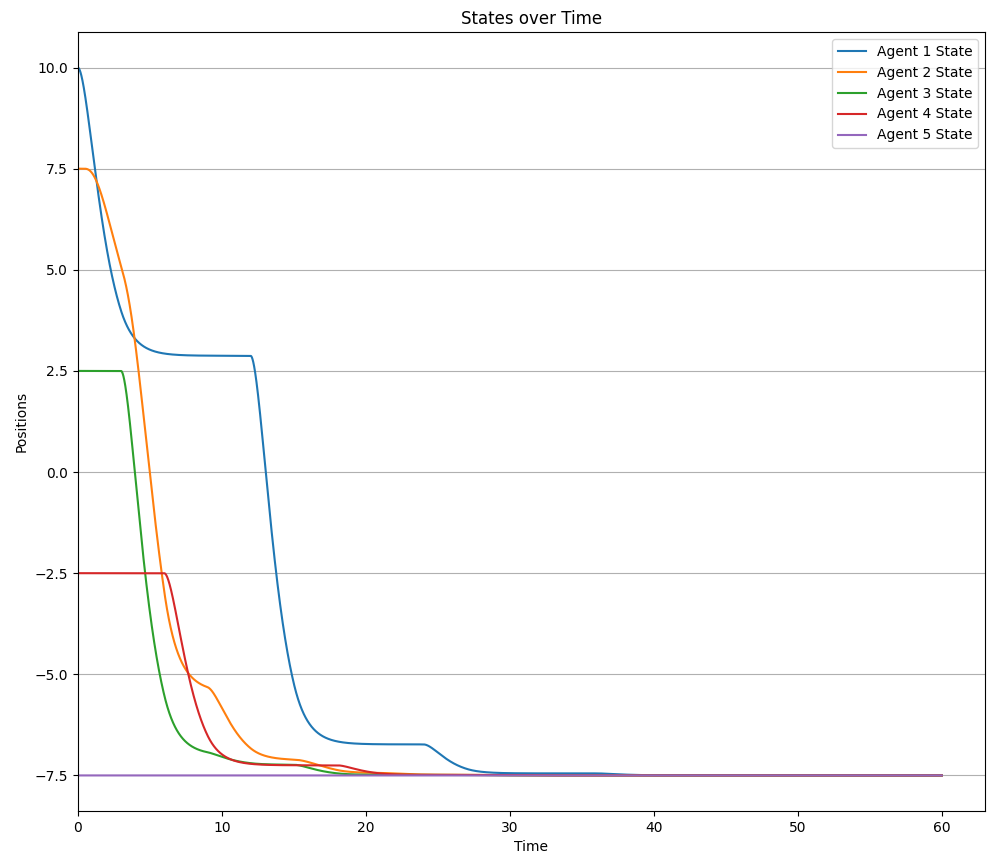 States over Time
Agent 1 State
Agent 2 State
Agent 3 State
Agent 4 State
Agent 5 State
Positions
10.0
7.5
5.0
2.5
0.0
−2.5
−5.0
−7.5
0 10 20 30 40 50 60
Time